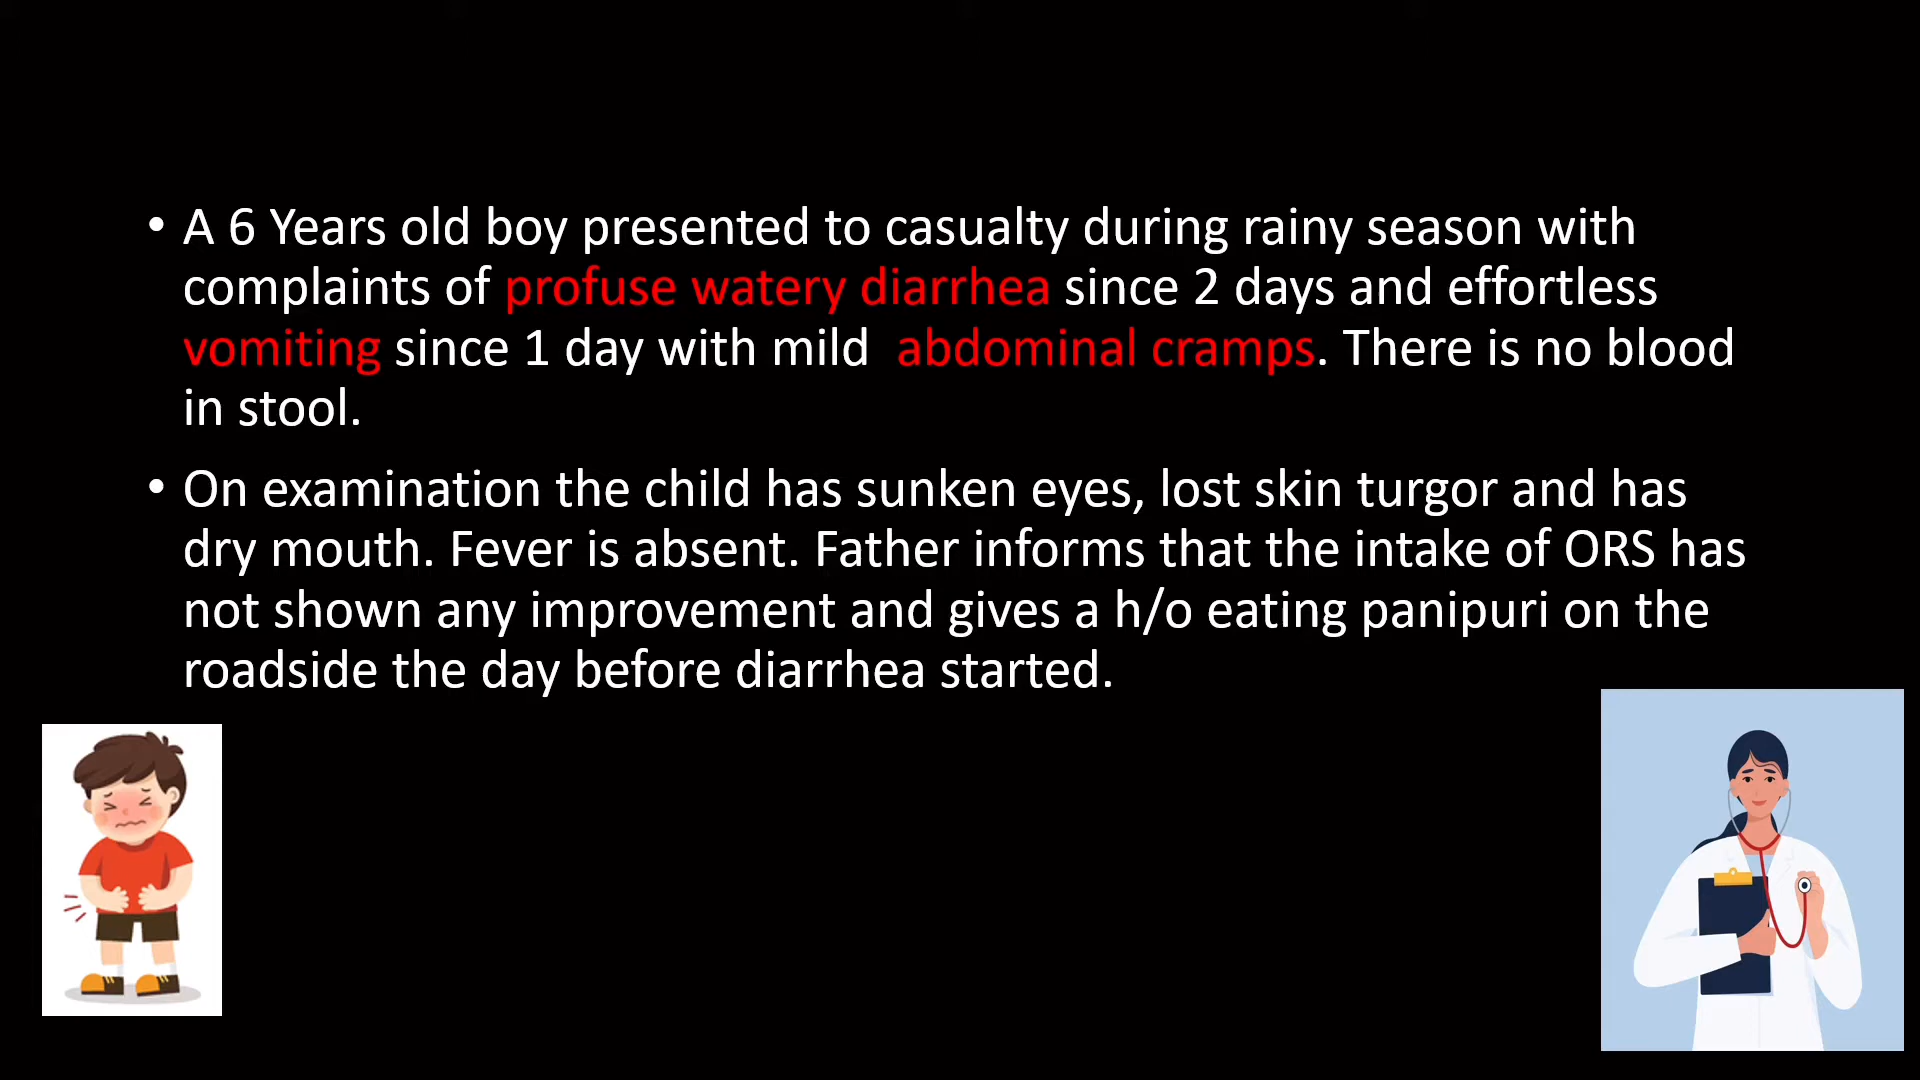 • A 6 Years old boy presented to casualty during rainy season with
complaints of profuse watery diarrhea since 2 days and effortless
vomiting since 1 day with mild  abdominal cramps. There is no blood
in stool.
• On examination the child has sunken eyes, lost skin turgor and has
dry mouth. Fever is absent. Father informs that the intake of ORS has
not shown any improvement and gives a h/o eating panipuri on the
roadside the day before diarrhea started.